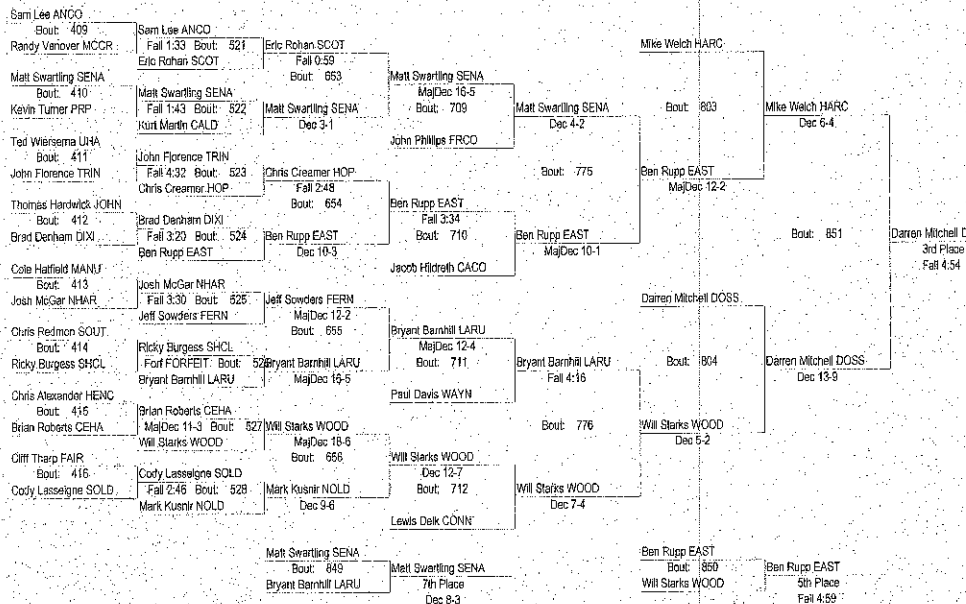 Sam Lee ANCO
Bout: 409
Randy Vanover MCCR
Matt Swartling SENA
Bout: 410
Kevin Turner PRP
Ted Wiersema UHA
Bout: 411
John Florence TRIN
Thomas Hardwick JOHN
Bout: 412
Brad Denham DIXI
Cole Hatfield MANU
Bout: 413
Josh McGar NHAR
Chris Redmon SOUT
Bout: 414
Ricky Burgess SHCL
Chris Alexander HENC
Bout: 415
Brian Roberts CEHA
Cliff Tharp FAIR
Bout: 416
Cody Lasseigne SOLD
Sam Lee ANCO
Fall 1:33 Bout: 521
Eric Rohan SCOT
Matt Swartling SENA
Fall 1:43 Bout: 522
Kurt Martin CALD
John Florence TRIN
Fall 4:32 Bout: 523
Chris Creamer HOP
Brad Denham DIXI
Fall 3:20 Bout: 524
Ben Rupp EAST
Josh McGar NHAR
Fall 3:30 Bout: 525
Jeff Sowders FERN
Ricky Burgess SHCL
Forf FORFEIT Bout: 526
Bryant Barnhill LARU
Brian Roberts CEHA
MajDec 11-3 Bout: 527
Will Starks WOOD
Cody Lasseigne SOLD
Fall 2:46 Bout: 528
Mark Kusnir NOLD
Eric Rohan SCOT
Fall 0:59
Bout: 653
Matt Swartling SENA
Dec 3-1
Chris Creamer HOP
Fall 2:48
Bout: 654
Ben Rupp EAST
Dec 10-3
Jeff Sowders FERN
MajDec 12-2
Bout: 655
Bryant Barnhill LARU
MajDec 16-5
Will Starks WOOD
MajDec 18-6
Bout: 656
Mark Kusnir NOLD
Dec 9-6
Matt Swartling SENA
MajDec 16-5
Bout: 709
John Phillips FRCO
Ben Rupp EAST
Fall 3:34
Bout: 710
Jacob Hildreth CACO
Bryant Barnhill LARU
MajDec 12-4
Bout: 711
Paul Davis WAYN
Will Starks WOOD
Dec 12-7
Bout: 712
Lewis Delk CONN
Matt Swartling SENA
Dec 4-2
Bout: 775
Ben Rupp EAST
MajDec 10-1
Bryant Barnhill LARU
Fall 4:16
Bout: 776
Will Starks WOOD
Dec 7-4
Mike Welch HARC
Bout: 803
Ben Rupp EAST
MajDec 12-2
Darren Mitchell DOSS
Bout: 804
Will Starks WOOD
Dec 5-2
Mike Welch HARC
Dec 6-4
Bout: 851
Darren Mitchell DOSS
Dec 13-9
Darren Mitchell D
3rd Place
Fall 4:54
Matt Swartling SENA
Bout: 849
Bryant Barnhill LARU
Matt Swartling SENA
7th Place
Dec 8-3
Ben Rupp EAST
Bout: 850
Will Starks WOOD
Ben Rupp EAST
5th Place
Fall 4:59